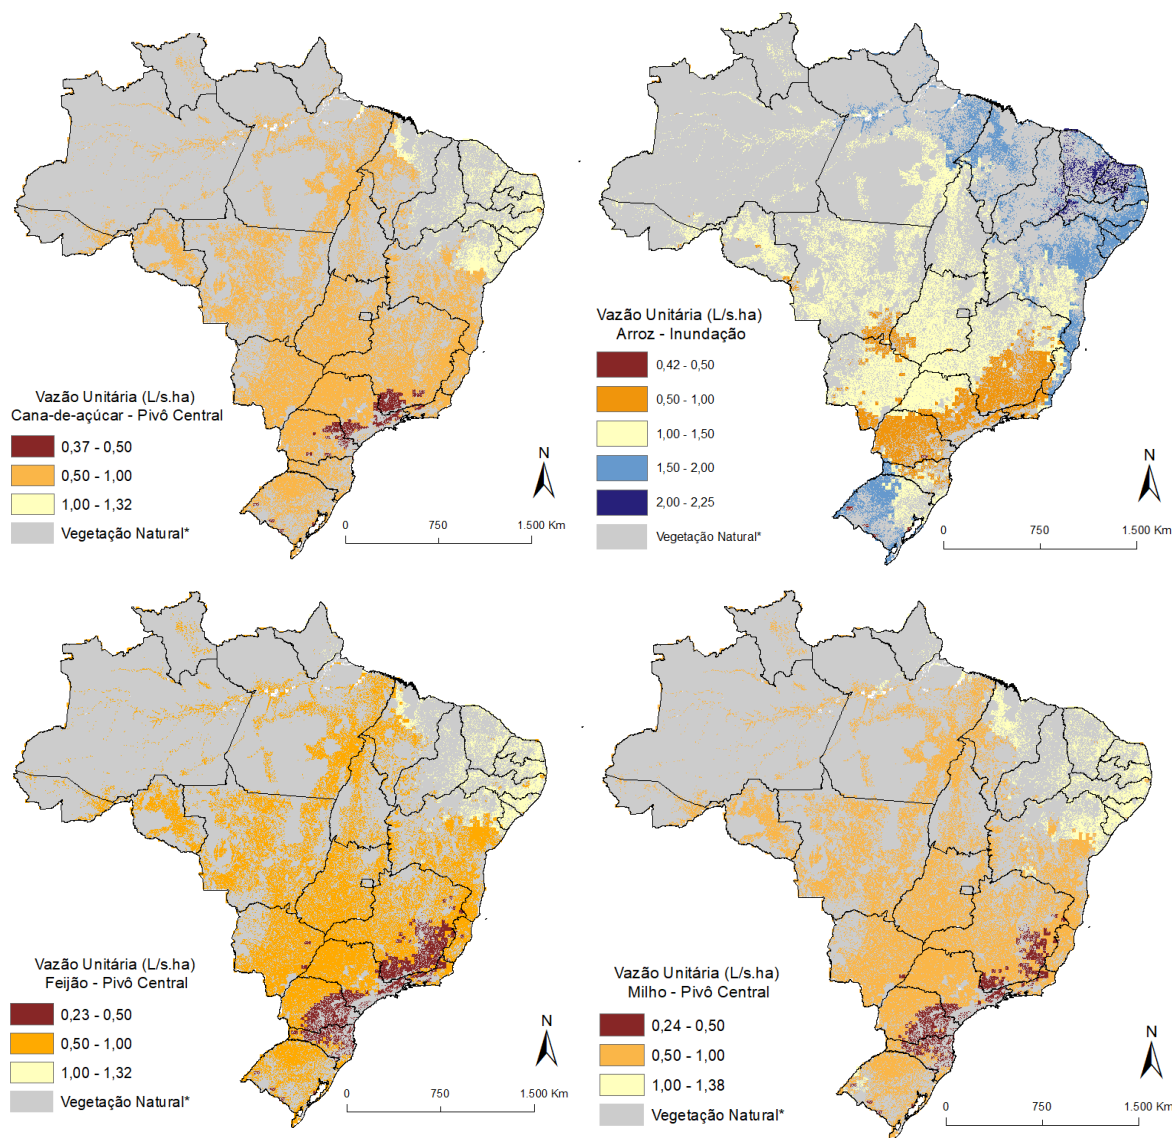 Vazão Unitária (L/s.ha)
Cana-de-açúcar - Pivô Central
0,37 - 0,50
0,50 - 1,00
1,00 - 1,32
Vegetação Natural*
N
0 750 1.500 Km
Vazão Unitária (L/s.ha)
Arroz - Inundação
0,42 - 0,50
0,50 - 1,00
1,00 - 1,50
1,50 - 2,00
2,00 - 2,25
Vegetação Natural*
N
0 750 1.500 Km
Vazão Unitária (L/s.ha)
Feijão - Pivô Central
0,23 - 0,50
0,50 - 1,00
1,00 - 1,32
Vegetação Natural*
N
0 750 1.500 Km
Vazão Unitária (L/s.ha)
Milho - Pivô Central
0,24 - 0,50
0,50 - 1,00
1,00 - 1,38
Vegetação Natural*
N
0 750 1.500 Km